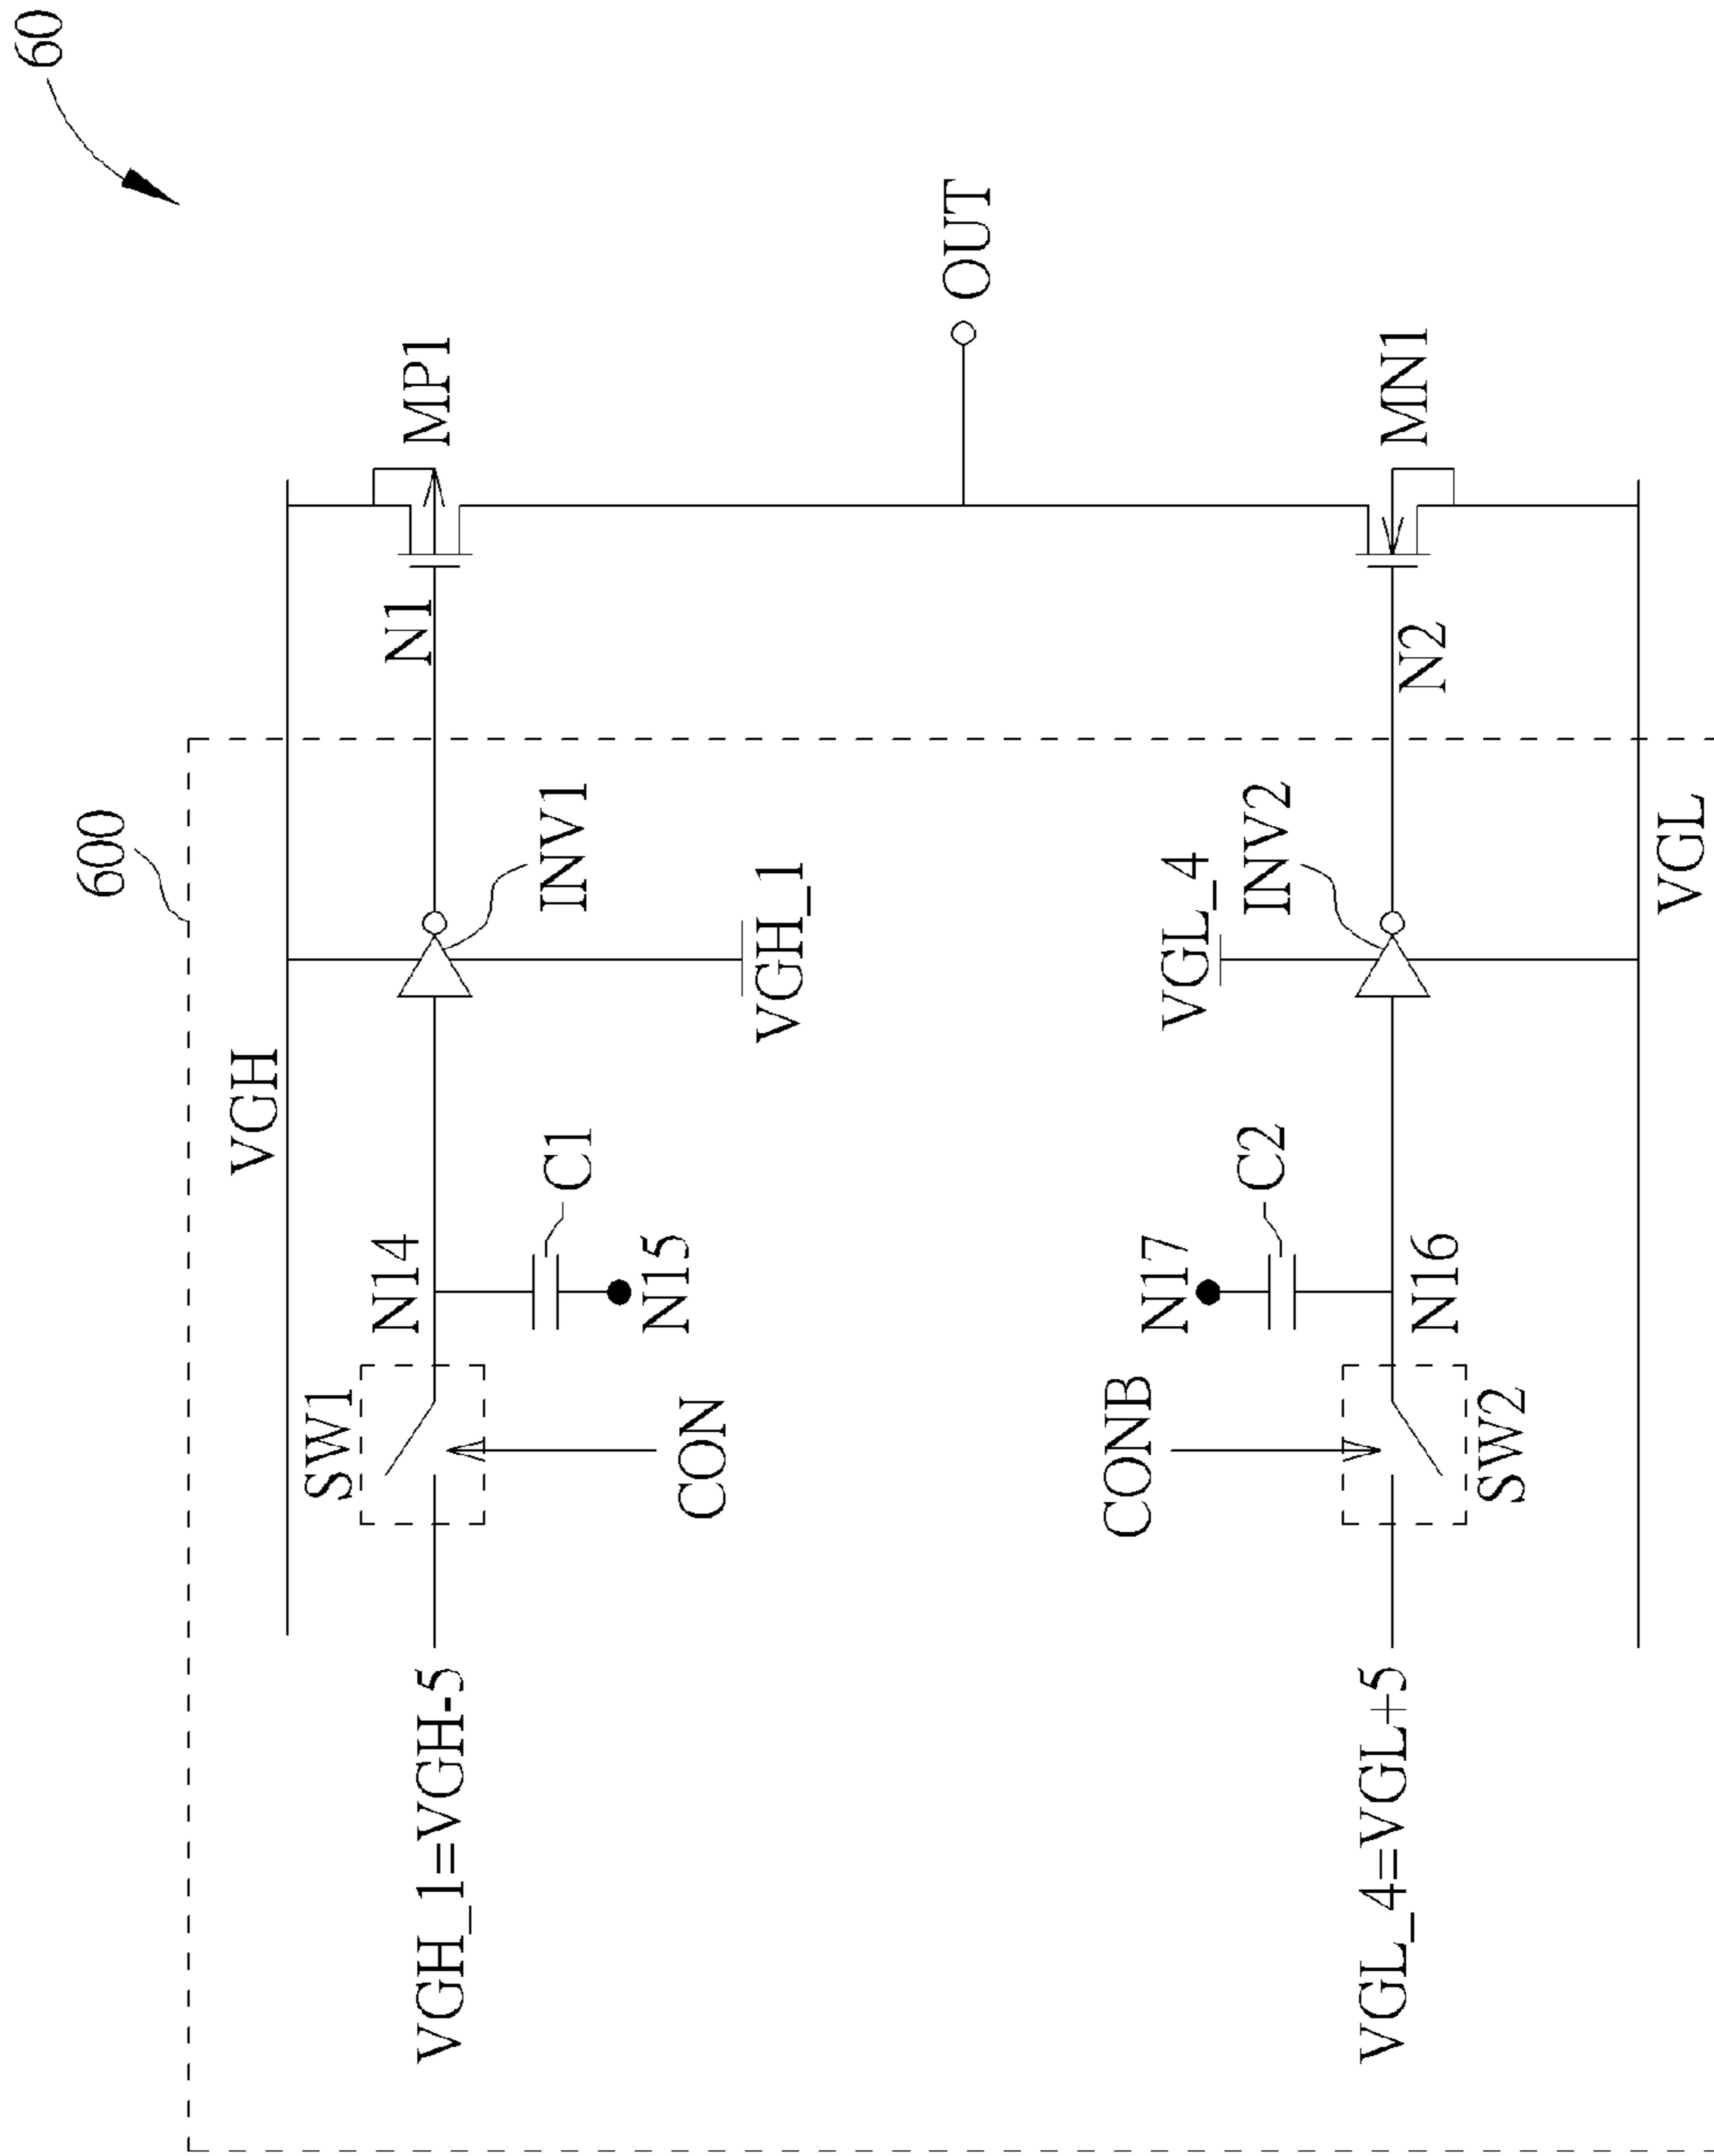 60
600
VGH
SW1
N14
N1
MP1
VGH_1=VGH-5
C1
INV1
N15
CON
VGH_1
OUT
CONB
N17
VGL_4
C2
INV2
VGL_4=VGL+5
MN1
N16
N2
SW2
VGL